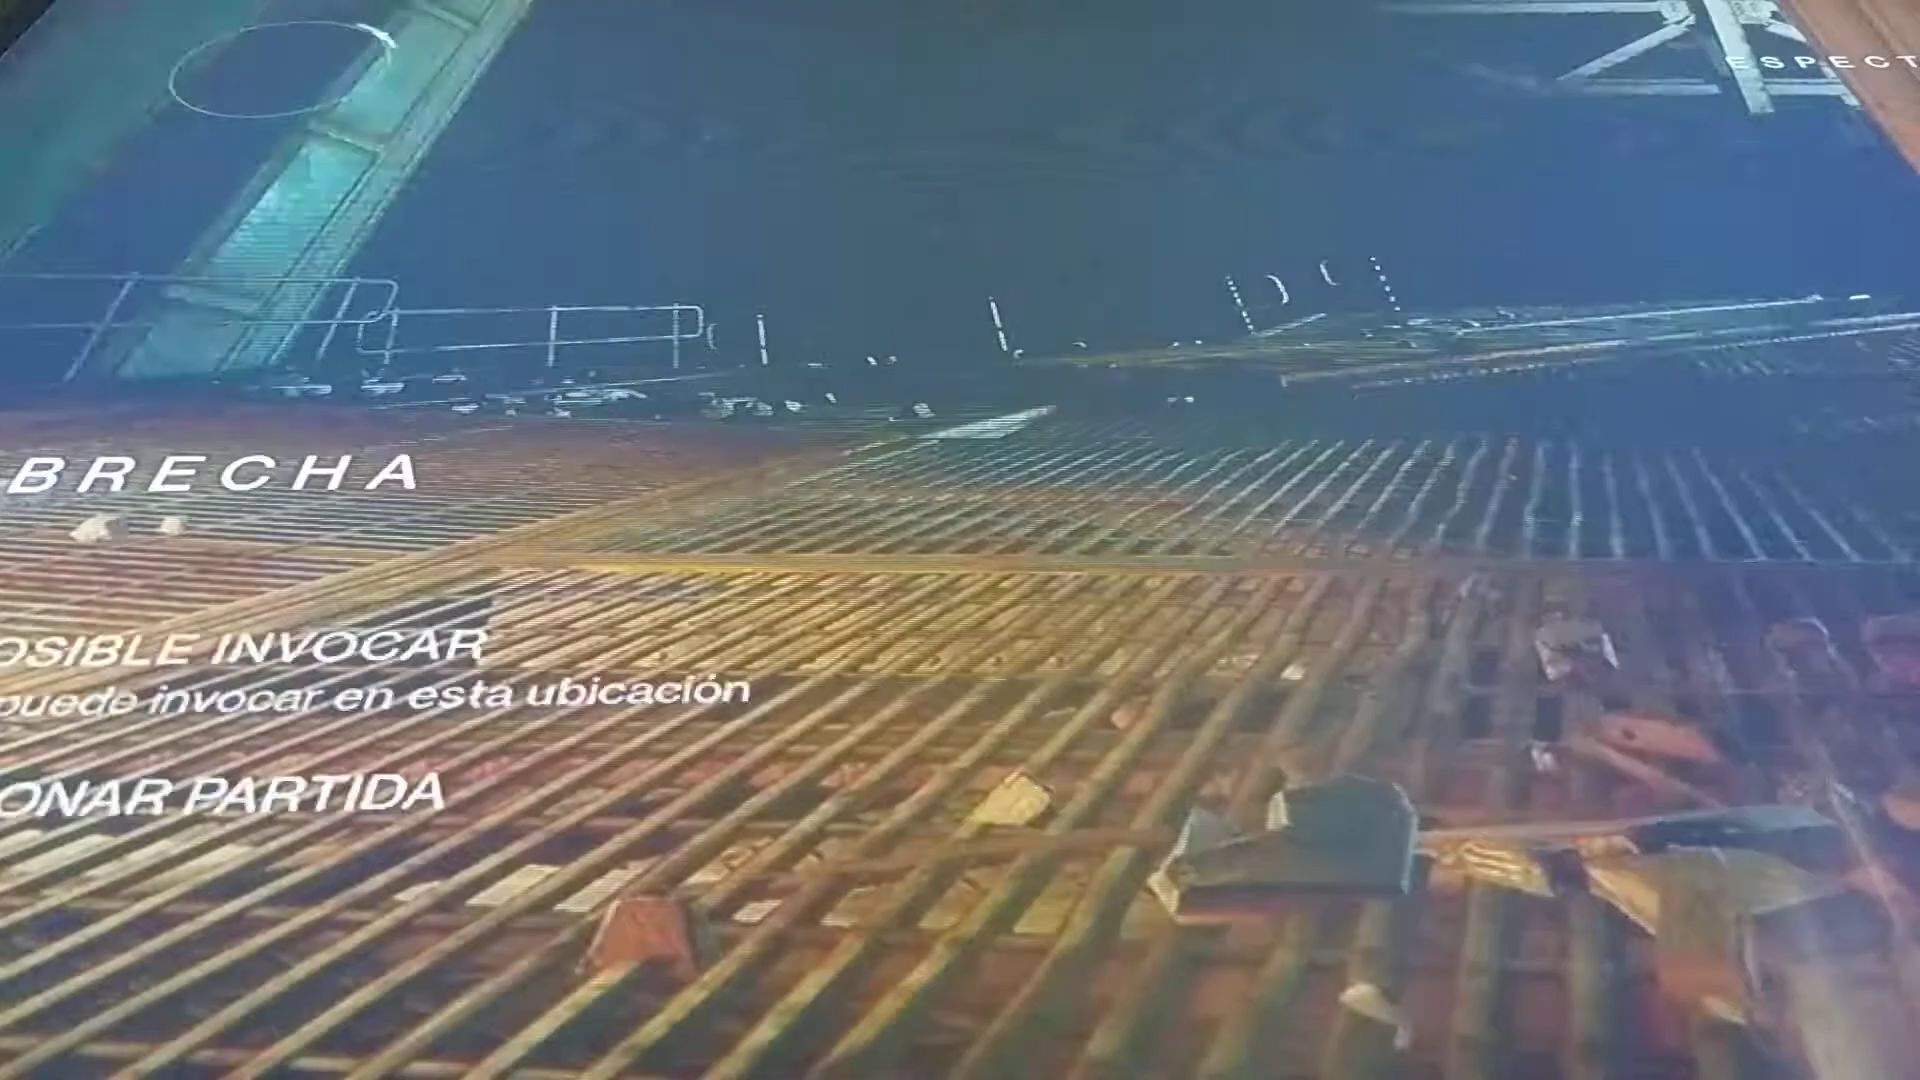 ESPECT
BRECHA
OSIBLE INVOCAR
puede invocar en esta ubicación
ONAR PARTIDA